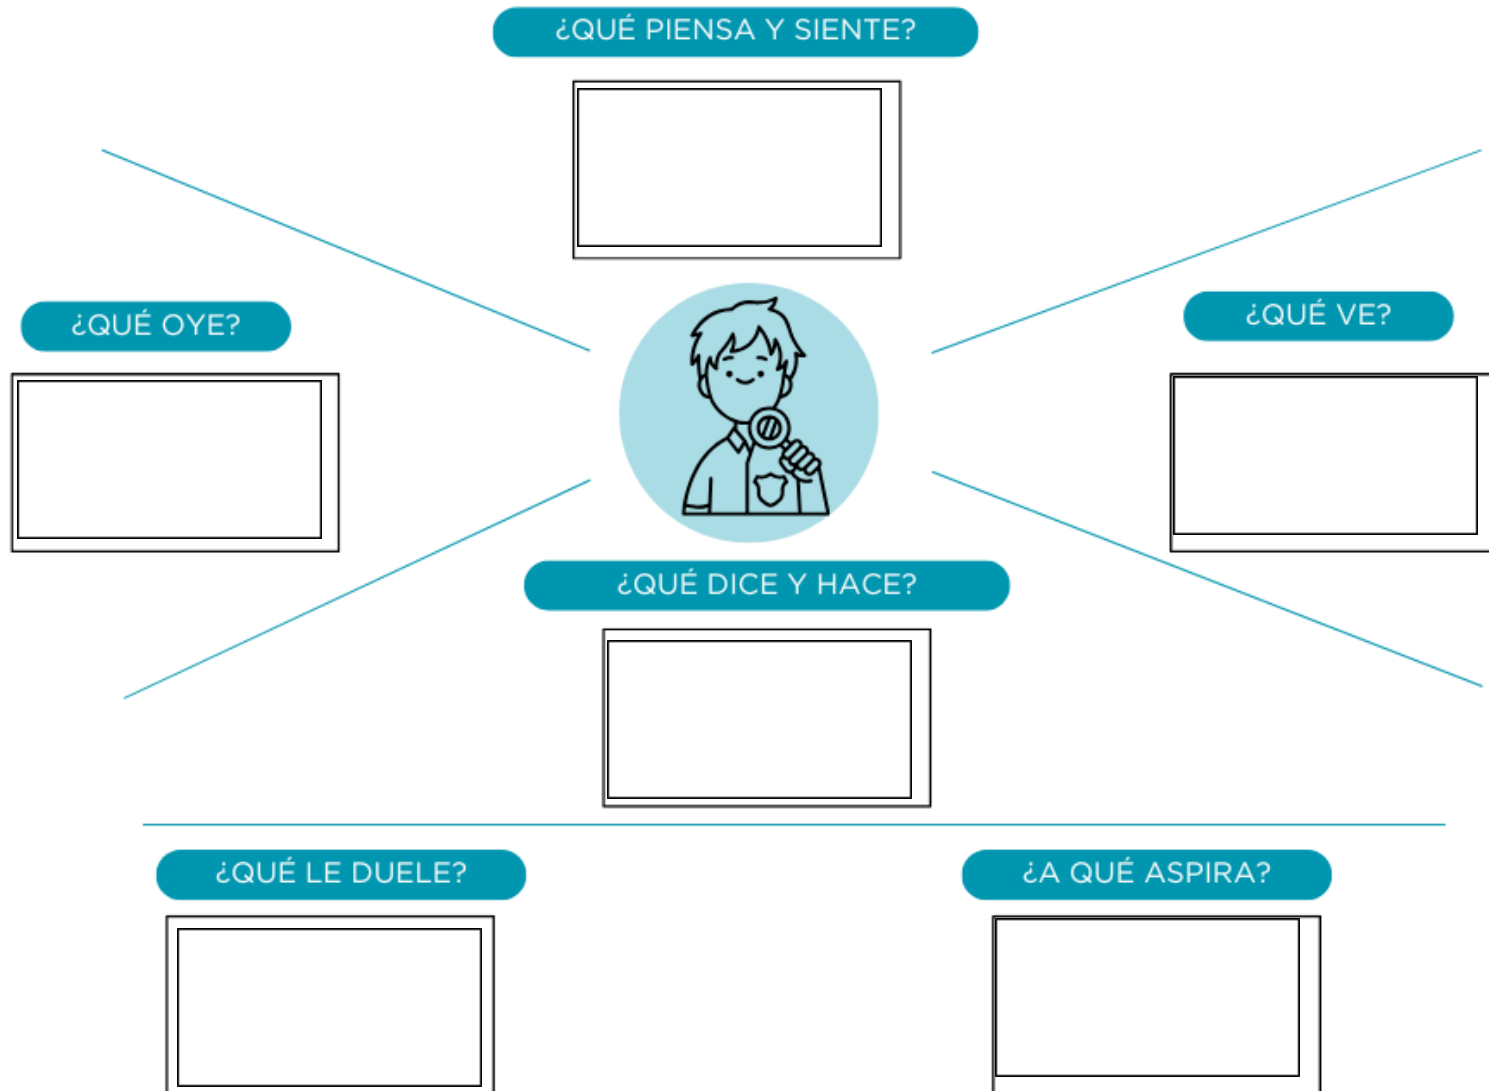 ¿QUÉ PIENSA Y SIENTE?
¿QUÉ OYE?
¿QUÉ VE?
¿QUÉ DICE Y HACE?
¿QUÉ LE DUELE?
¿A QUÉ ASPIRA?